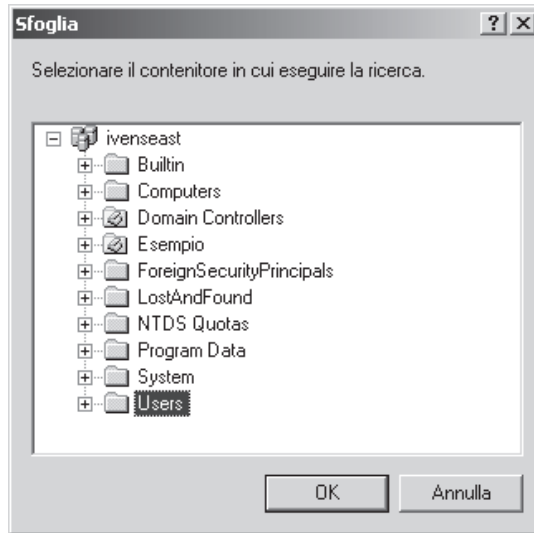 Sfoglia
Selezionare il contenitore in cui eseguire la ricerca.
ivenseast
Builtin
Computers
Domain Controllers
Esempio
ForeignSecurityPrincipals
LostAndFound
NTDS Quotas
Program Data
System
Users
OK Annulla